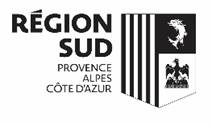 RÉGION
SUD
PROVENCE
ALPES
CÔTE D'AZUR